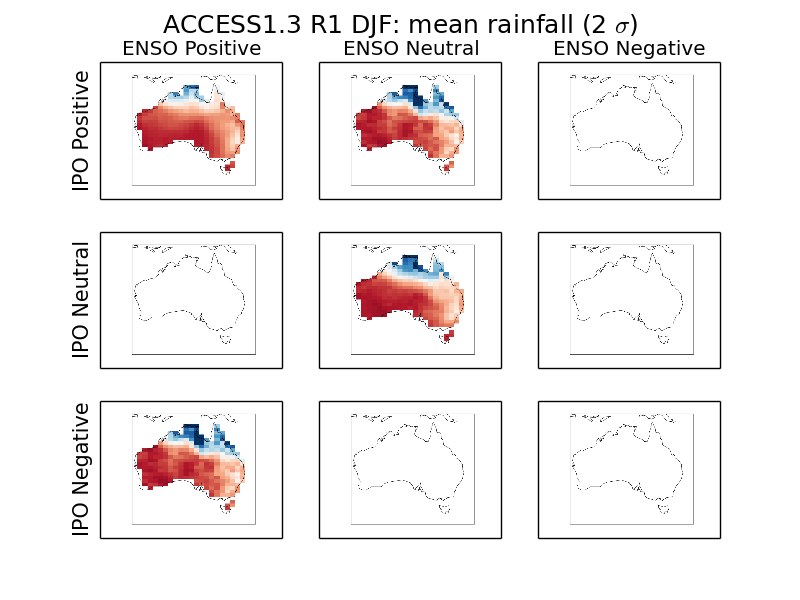 ACCESS1.3 R1 DJF: mean rainfall (2 σ)
ENSO Positive ENSO Neutral ENSO Negative
IPO Positive
IPO Neutral
IPO Negative